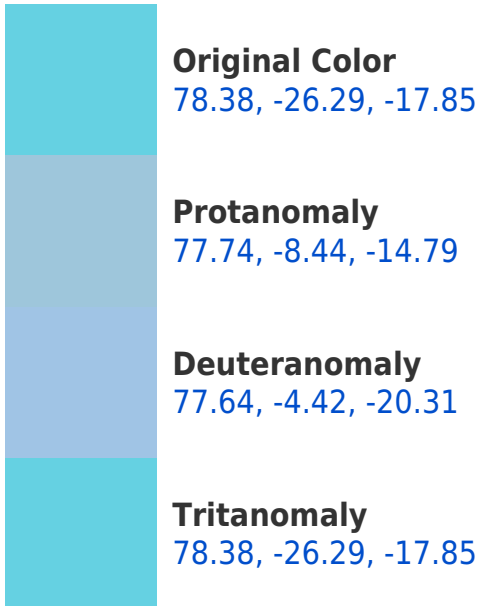 Original Color
78.38, -26.29, -17.85
Protanomaly
77.74, -8.44, -14.79
Deuteranomaly
77.64, -4.42, -20.31
Tritanomaly
78.38, -26.29, -17.85